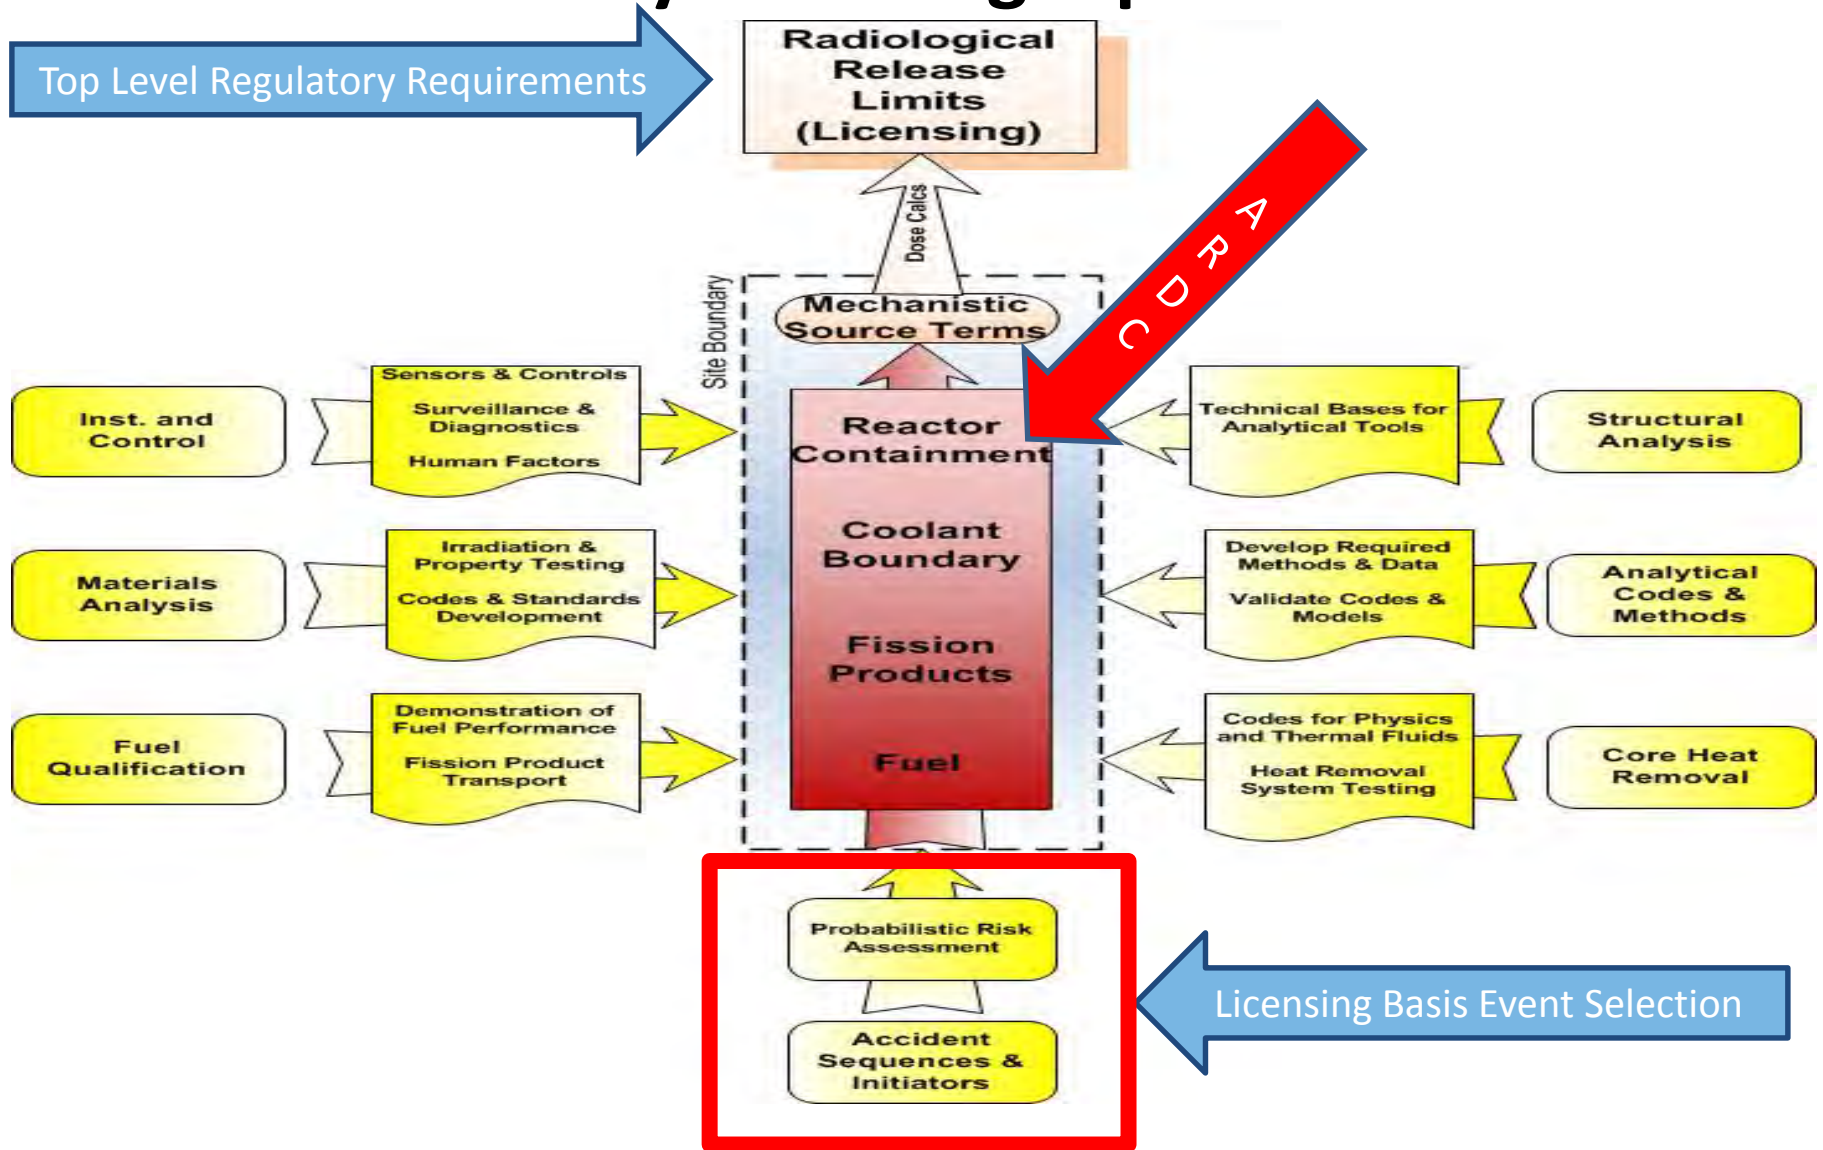 Top Level Regulatory Requirements
Radiological
Release
Limits
(Licensing)
Dose Calcs
A R D C
Site Boundary
Mechanistic
Source Terms
Inst. and
Control
Sensors & Controls
Surveillance &
Diagnostics
Human Factors
Reactor
Containment
Technical Bases for
Analytical Tools
Structural
Analysis
Materials
Analysis
Irradiation &
Property Testing
Codes & Standards
Development
Coolant
Boundary
Develop Required
Methods & Data
Validate Codes &
Models
Analytical
Codes &
Methods
Fuel
Qualification
Demonstration of
Fuel Performance
Fission Product
Transport
Fission
Products
Fuel
Codes for Physics
and Thermal Fluids
Heat Removal
System Testing
Core Heat
Removal
Probabilistic Risk
Assessment
Accident
Sequences &
Initiators
Licensing Basis Event Selection